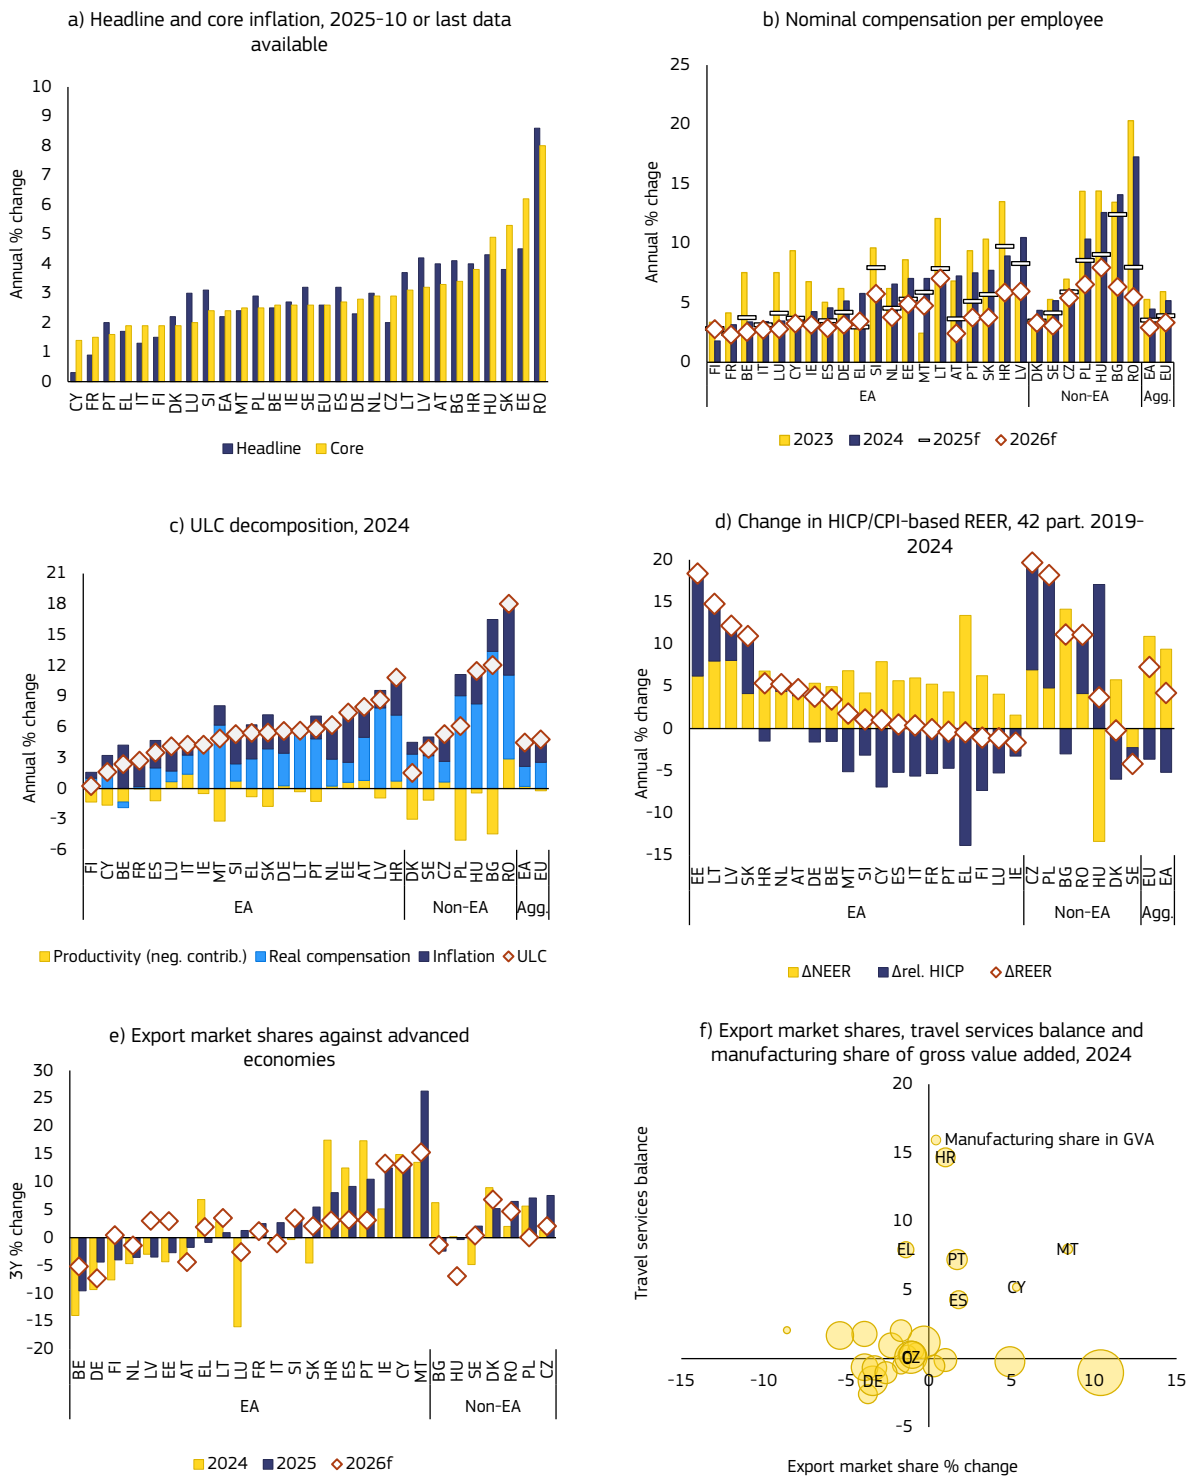 a) Headline and core inflation, 2025-10 or last data
available
10
9
8
7
6
5
4
3
2
1
0
Annual % change
CY FR PT EL IT FI DK LU SI EA MT PL BE IE SE EU ES DE NL CZ LT LV AT BG HR HU SK EE RO
Headline Core
b) Nominal compensation per employee
25
20
15
10
5
0
Annual % chage
FI FR BE IT LU CY IE ES DE EL SI NL EE MT LT AT PT SK HR LV DK SE CZ PL HU BG RO EA EU
EA Non-EA Agg.
2023 2024 2025f 2026f
c) ULC decomposition, 2024
21
18
15
12
9
6
3
0
-3
-6
Annual % change
FI CY BE FR ES LU IT IE MT SI EL SK DE LT PT NL EE AT LV HR DK SE CZ PL HU BG RO EA EU
EA Non-EA Agg.
Productivity (neg. contrib.) Real compensation Inflation ULC
d) Change in HICP/CPI-based REER, 42 part. 2019-
2024
20
15
10
5
0
-5
-10
-15
Annual % change
EE LT LV SK HR NL AT DE BE MT SI CY ES IT FR PT EL FI LU IE CZ PL BG RO HU DK SE EU EA
EA Non-EA Agg.
ΔNEER Δrel. HICP ΔREER
e) Export market shares against advanced
economies
30
25
20
15
10
5
0
-5
-10
-15
-20
3Y % change
BE DE FI NL LV EE AT EL LT LU FR IT SI SK HR ES PT IE CY MT BG HU SE DK RO PL CZ
EA Non-EA
2024 2025 2026f
f) Export market shares, travel services balance and
manufacturing share of gross value added, 2024
20
15
10
5
0
-5
Travel services balance
Manufacturing share in GVA
HR
EL
PT
MT
CY
ES
CZ
DE
-15 -10 -5 0 5 10 15
Export market share % change